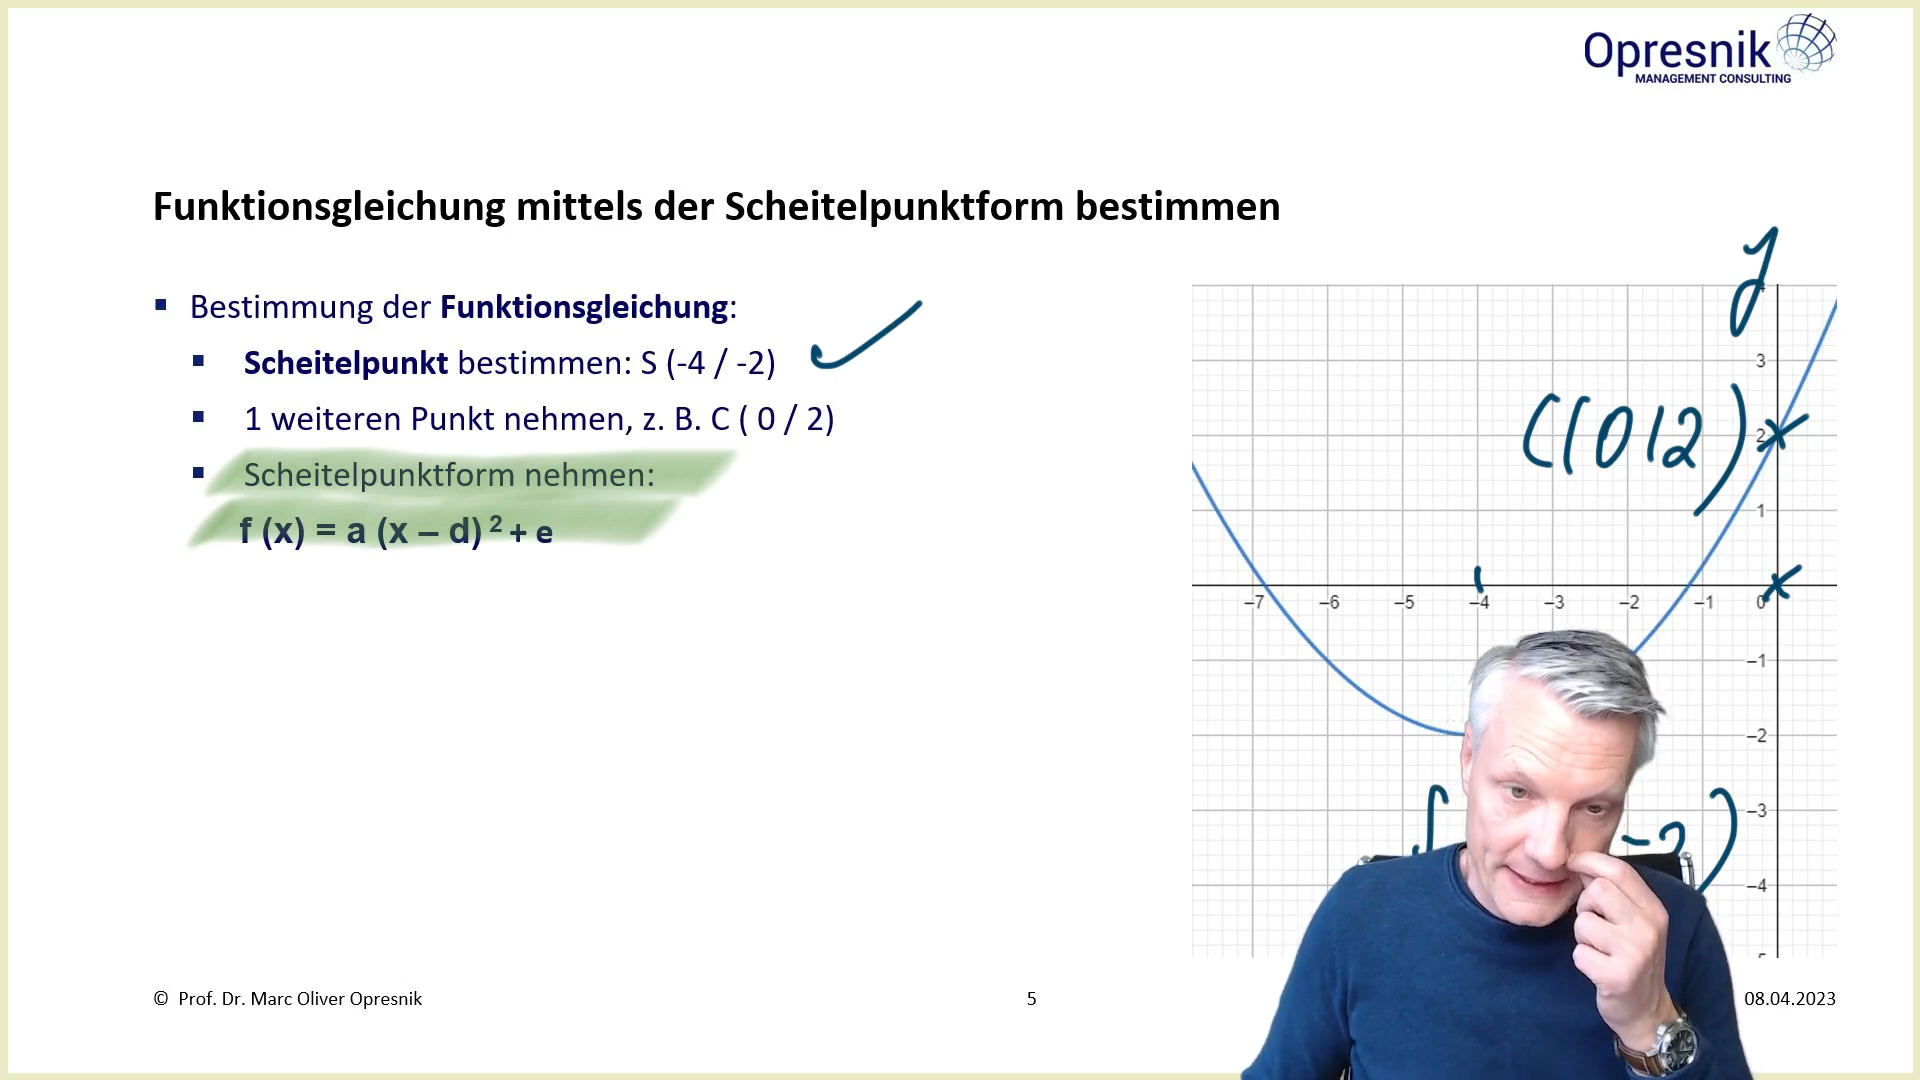 Opresnik
MANAGEMENT CONSULTING
Funktionsgleichung mittels der Scheitelpunktform bestimmen
▪ Bestimmung der Funktionsgleichung:
▪ Scheitelpunkt bestimmen: S (-4 / -2)
▪ 1 weiteren Punkt nehmen, z. B. C ( 0 / 2)
▪ Scheitelpunktform nehmen:
f (x) = a (x – d) ² + e
y
3
C(0|2)
2
1
–7 –6 –5 –4 –3 –2 –1 0
–1
–2
–3
–4
© Prof. Dr. Marc Oliver Opresnik
5
08.04.2023